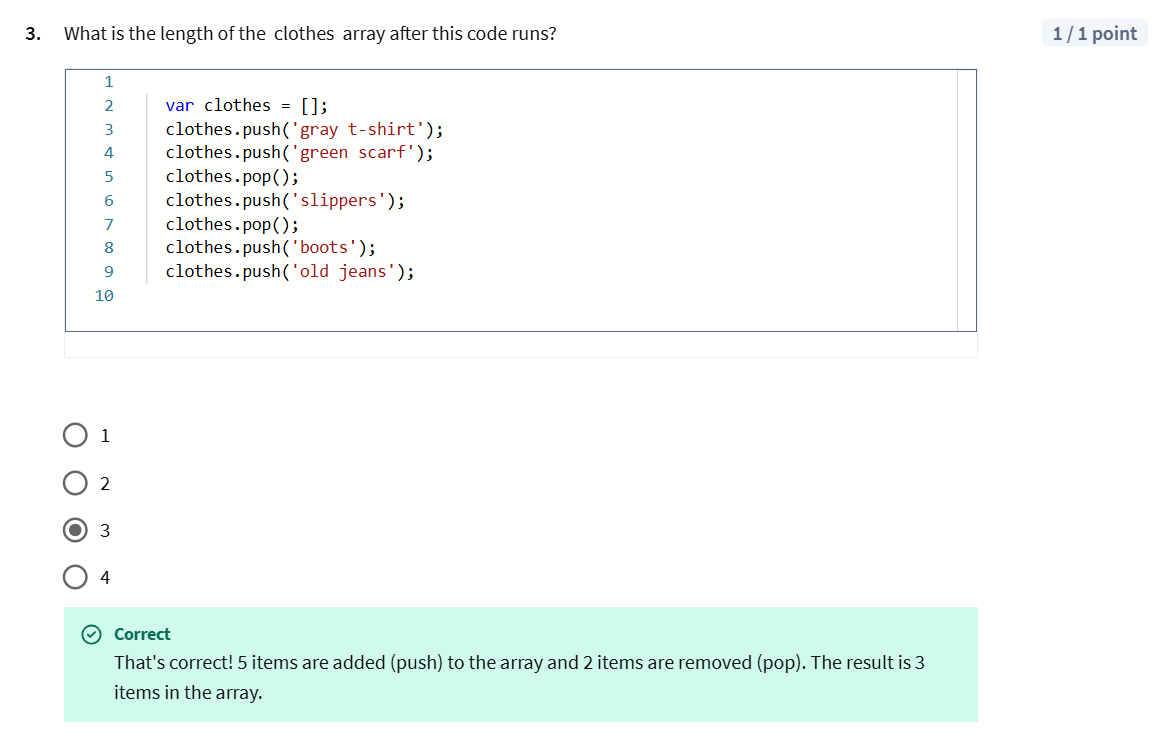 3. What is the length of the clothes array after this code runs?
1 / 1 point
1
2 var clothes = [];
3 clothes.push('gray t-shirt');
4 clothes.push('green scarf');
5 clothes.pop();
6 clothes.push('slippers');
7 clothes.pop();
8 clothes.push('boots');
9 clothes.push('old jeans');
10
1
2
3
4
Correct
That's correct! 5 items are added (push) to the array and 2 items are removed (pop). The result is 3
items in the array.